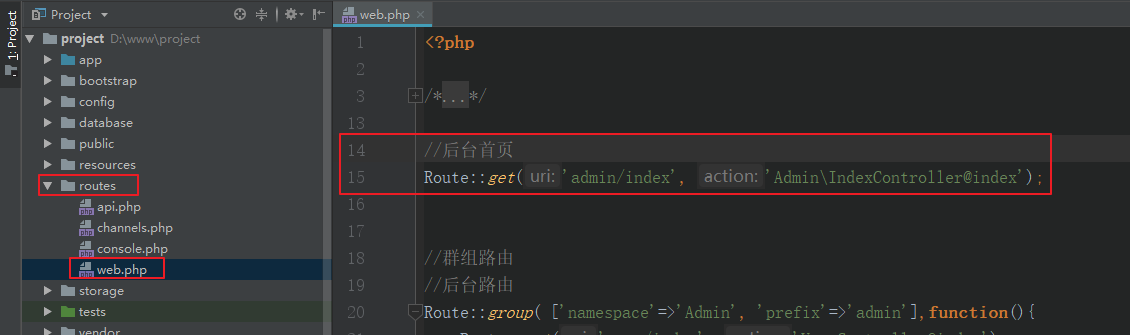 1: Project
Project
project D:\www\project
app
bootstrap
config
database
public
resources
routes
api.php
channels.php
console.php
web.php
storage
tests
vendor
web.php
1 <?php
2
3 /*...*/
13
14 //后台首页
15 Route::get( uri: 'admin/index', action: 'Admin\IndexController@index');
16
17
18 //群组路由
19 //后台路由
20 Route::group( ['namespace'=>'Admin', 'prefix'=>'admin'],function(){